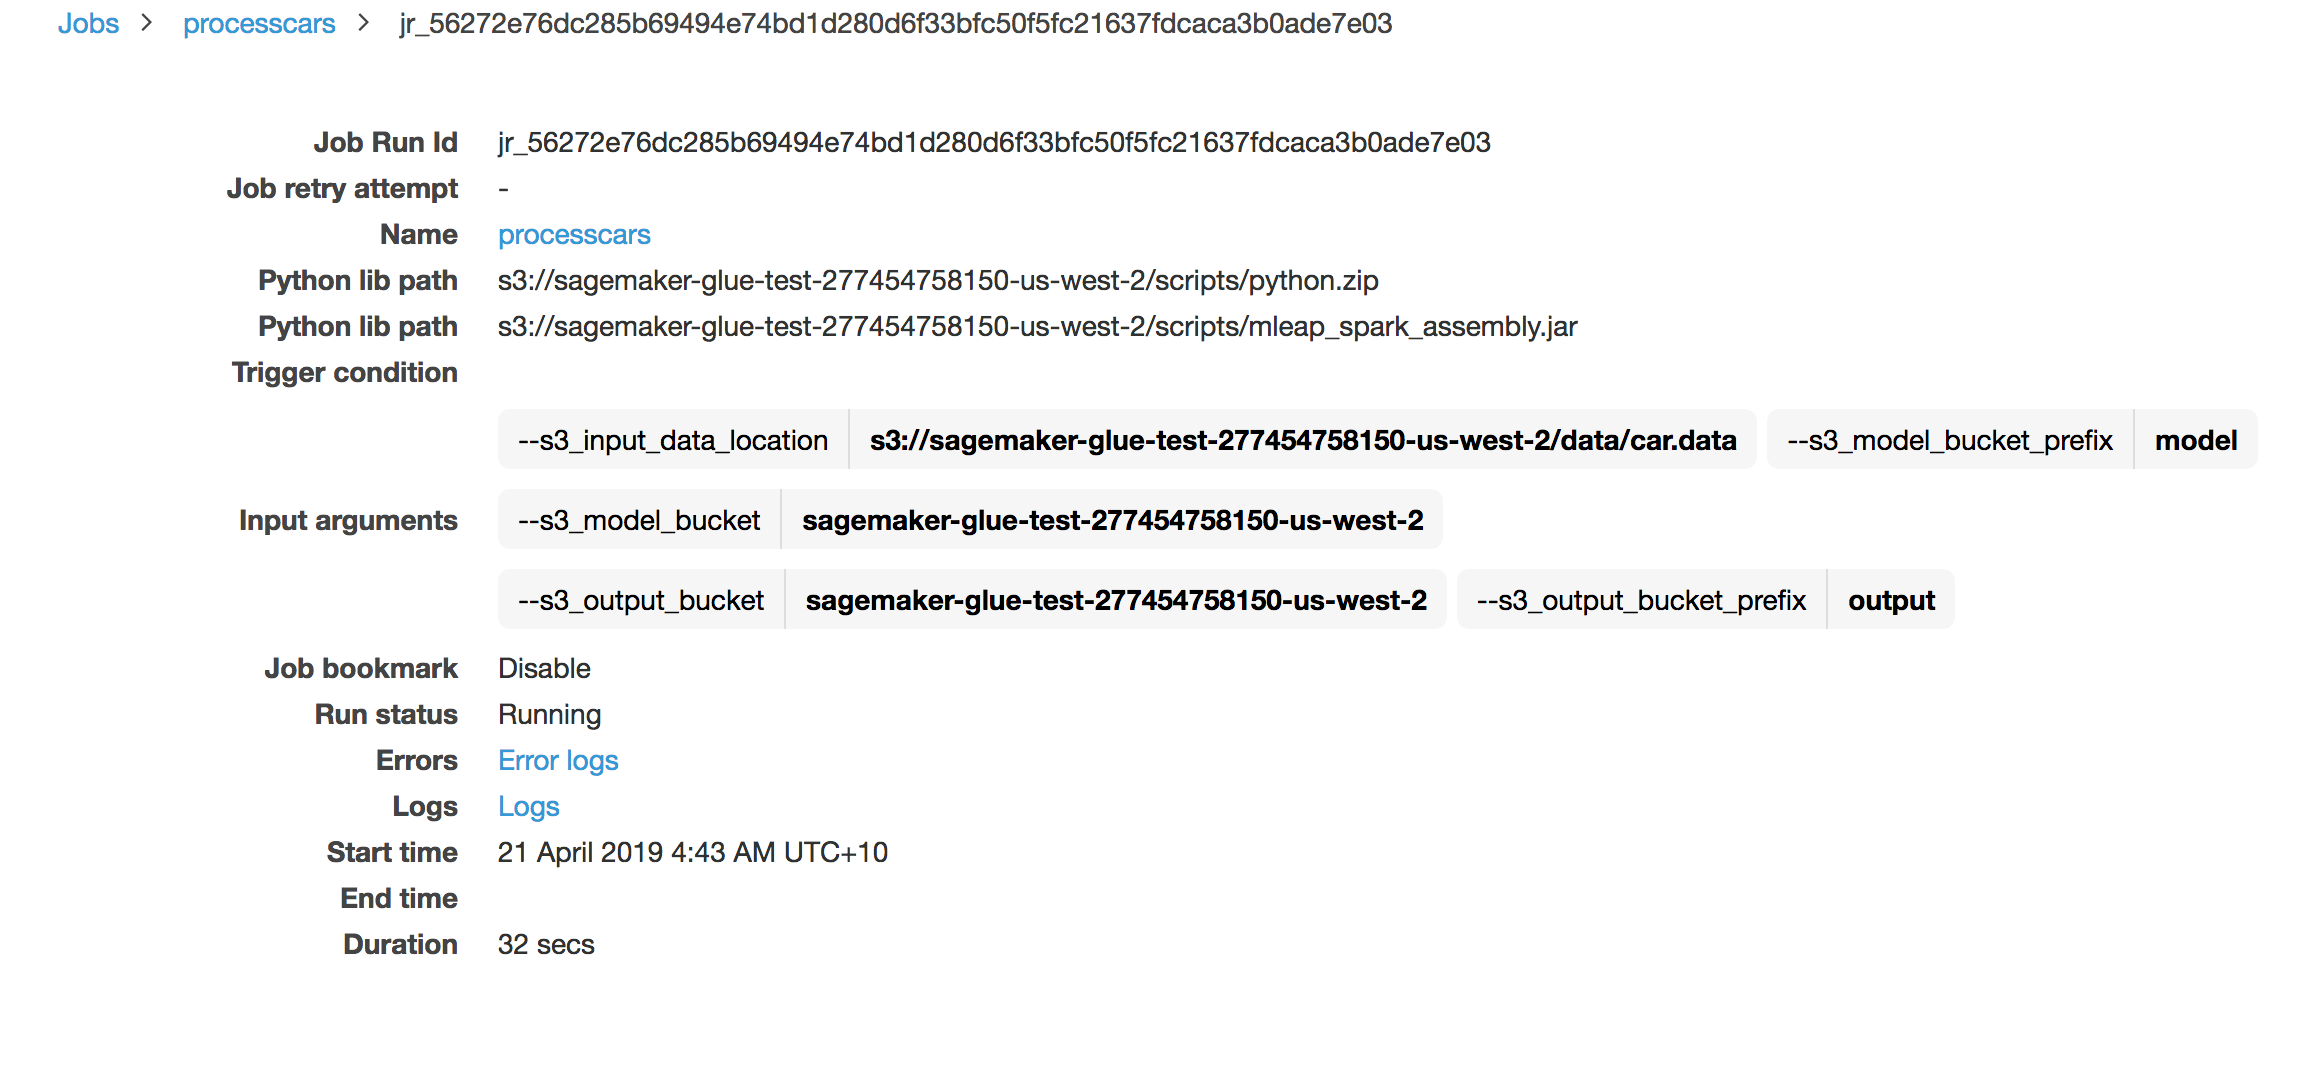 Jobs > processcars > jr_56272e76dc285b69494e74bd1d280d6f33bfc50f5fc21637fdcaca3b0ade7e03
Job Run Id jr_56272e76dc285b69494e74bd1d280d6f33bfc50f5fc21637fdcaca3b0ade7e03
Job retry attempt -
Name processcars
Python lib path s3://sagemaker-glue-test-277454758150-us-west-2/scripts/python.zip
Python lib path s3://sagemaker-glue-test-277454758150-us-west-2/scripts/mleap_spark_assembly.jar
Trigger condition
--s3_input_data_location s3://sagemaker-glue-test-277454758150-us-west-2/data/car.data --s3_model_bucket_prefix model
Input arguments --s3_model_bucket sagemaker-glue-test-277454758150-us-west-2
--s3_output_bucket sagemaker-glue-test-277454758150-us-west-2 --s3_output_bucket_prefix output
Job bookmark Disable
Run status Running
Errors Error logs
Logs Logs
Start time 21 April 2019 4:43 AM UTC+10
End time
Duration 32 secs